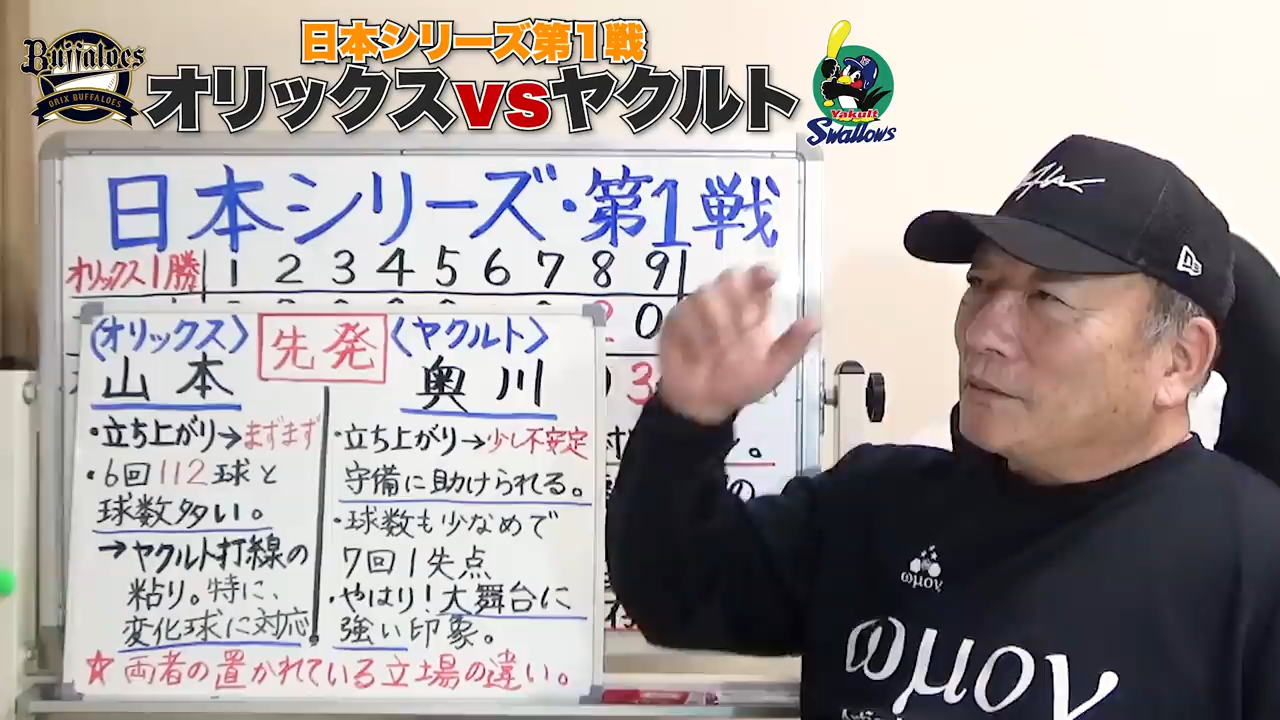 日本シリーズ第1戦
Buffaloes
ORIX BUFFALOES
オリックスvsヤクルト
Yakult
Swallows
日本シリーズ・第1戦
オリックス1勝 1 2 3 4 5 6 7 8 9
2 0
3
(オリックス〉 先発 〈ヤクルト〉
山本
・立ち上がり→まずまず
・6回112球と
球数多い。
→ヤクルト打線の
粘り。特に、
変化球に対応
奥川
・立ち上がり→少し不安定
守備に助けられる。
・球数も少なめで
7回1失点
・やはり!大舞台に
強い印象。
☆両者の置かれている立場の違い。
ωμον
ωμον